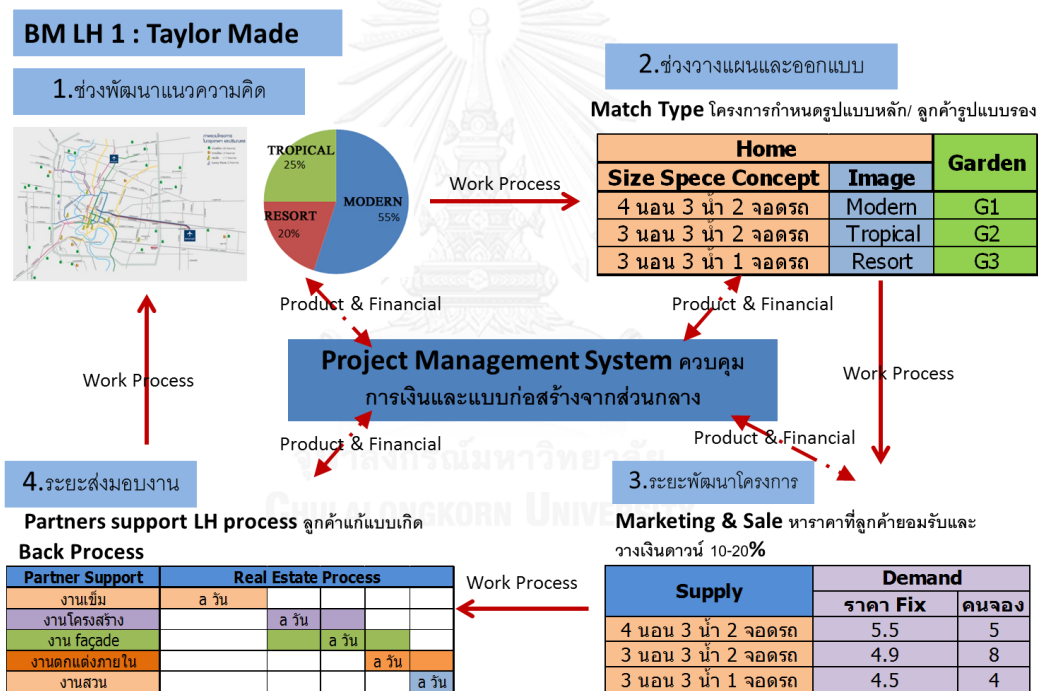 BM LH 1 : Taylor Made
1.ช่วงพัฒนาแนวความคิด
TROPICAL
25%
MODERN
55%
RESORT
20%
Work Process
2.ช่วงวางแผนและออกแบบ
Match Type โครงการกำหนดรูปแบบหลัก/ ลูกค้ารูปแบบรอง
Home Garden
Size Spece Concept Image
4 นอน 3 น้ำ 2 จอดรถ Modern G1
3 นอน 3 น้ำ 2 จอดรถ Tropical G2
3 นอน 3 น้ำ 1 จอดรถ Resort G3
Product & Financial
Product & Financial
Project Management System ควบคุม
การเงินและแบบก่อสร้างจากส่วนกลาง
Work Process
Work Process
Product & Financial
Product & Financial
จุฬาลงกรณ์มหาวิทยาลัย
CHULALONGKORN UNIVERSITY
3.ระยะพัฒนาโครงการ
Marketing & Sale หาราคาที่ลูกค้ายอมรับและ
วางเงินดาวน์ 10-20%
Supply Demand
ราคา Fix คนจอง
4 นอน 3 น้ำ 2 จอดรถ 5.5 5
3 นอน 3 น้ำ 2 จอดรถ 4.9 8
3 นอน 3 น้ำ 1 จอดรถ 4.5 4
Work Process
4.ระยะส่งมอบงาน
Partners support LH process ลูกค้าแก้แบบเกิด
Back Process
Partner Support Real Estate Process
งานเข็ม a วัน
งานโครงสร้าง a วัน
งาน façade a วัน
งานตกแต่งภายใน a วัน
งานสวน a วัน